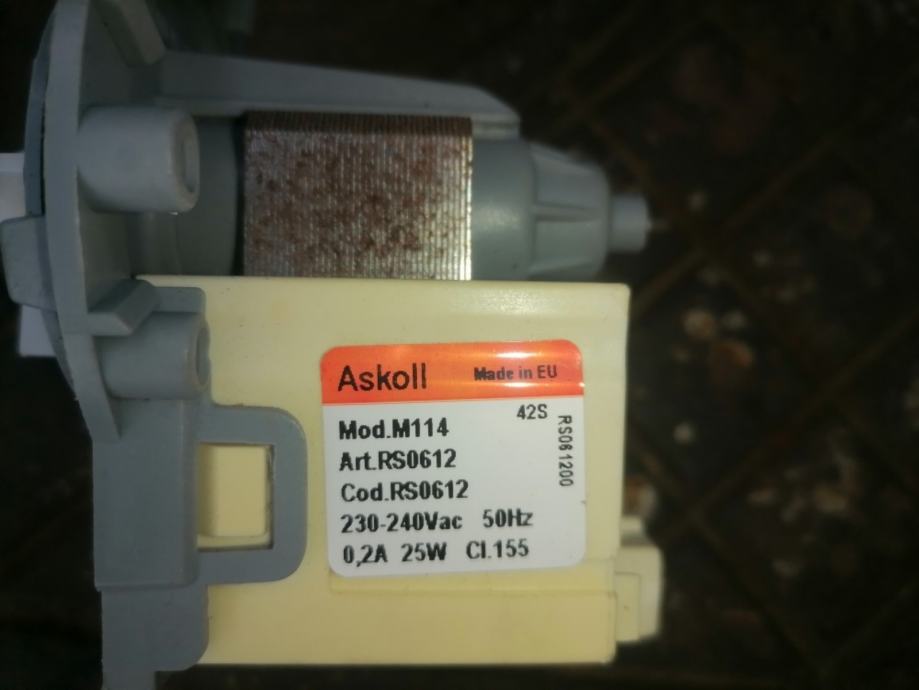 Askoll Made in EU
42S
Mod.M114
Art.RS0612
Cod.RS0612
230-240Vac 50Hz
0,2A 25W Cl.155
RS061200